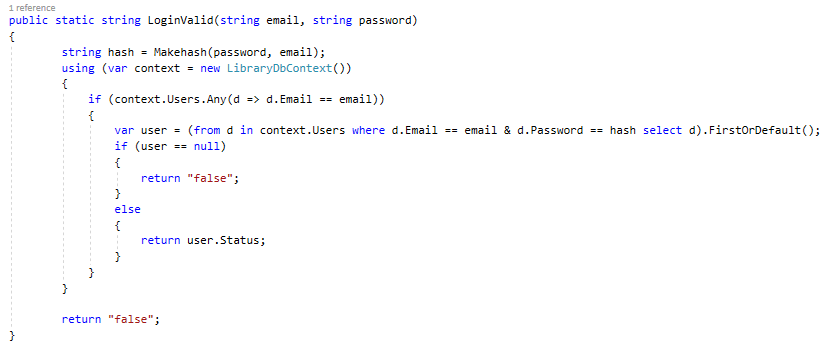 1 reference
public static string LoginValid(string email, string password)
{
string hash = Makehash(password, email);
using (var context = new LibraryDbContext())
{
if (context.Users.Any(d => d.Email == email))
{
var user = (from d in context.Users where d.Email == email & d.Password == hash select d).FirstOrDefault();
if (user == null)
{
return "false";
}
else
{
return user.Status;
}
}
}
return "false";
}